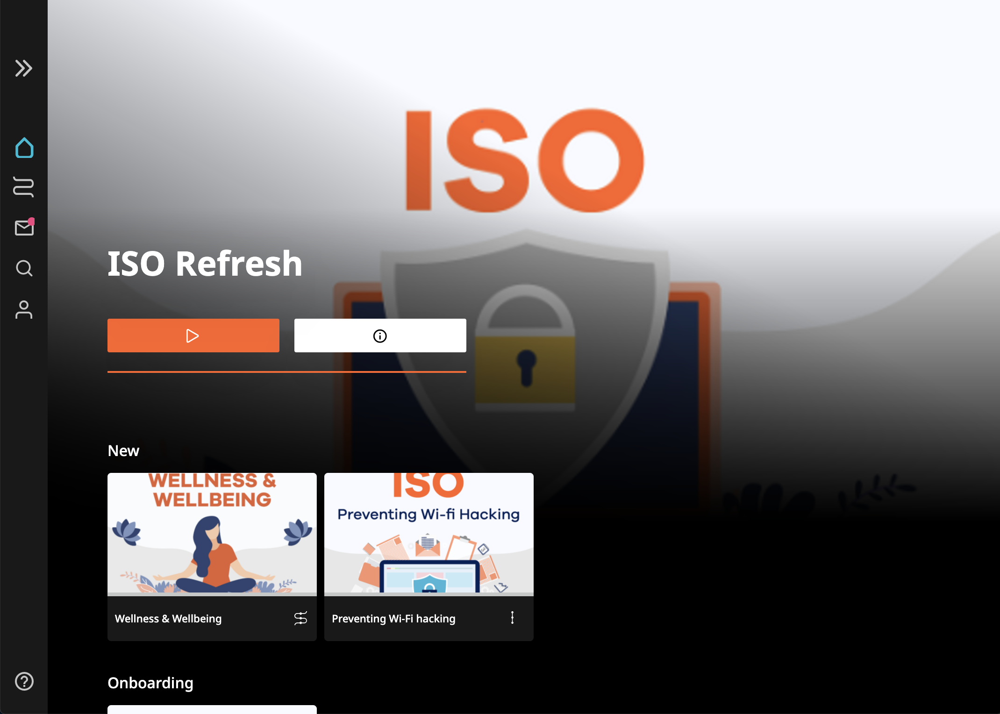 ISO
ISO Refresh
New
WELLNESS &
WELLBEING
Wellness & Wellbeing
ISO
Preventing Wi-fi Hacking
Preventing Wi-Fi hacking
Onboarding